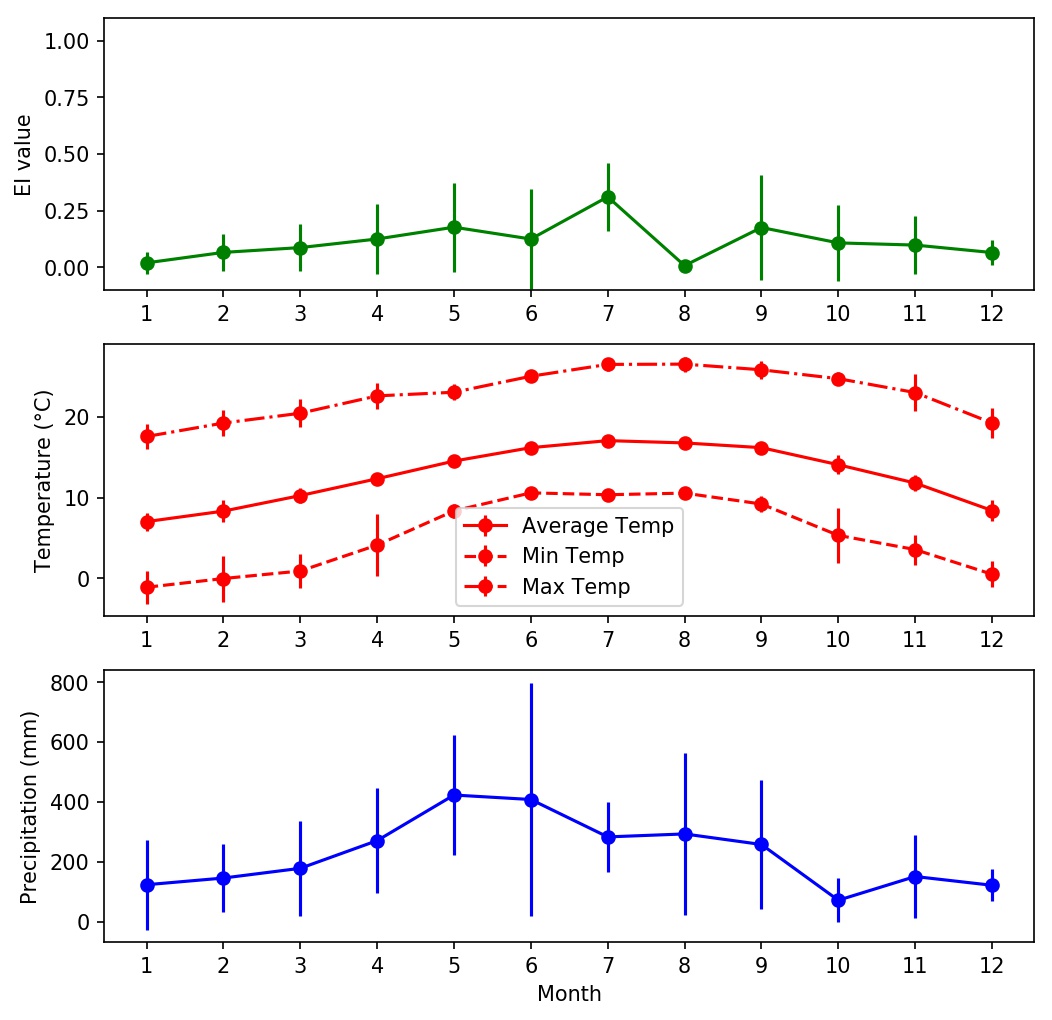 EI value
1.00
0.75
0.50
0.25
0.00
1 2 3 4 5 6 7 8 9 10 11 12
Temperature (°C)
20
10
0
Average Temp
Min Temp
Max Temp
1 2 3 4 5 6 7 8 9 10 11 12
Precipitation (mm)
800
600
400
200
0
1 2 3 4 5 6 7 8 9 10 11 12
Month